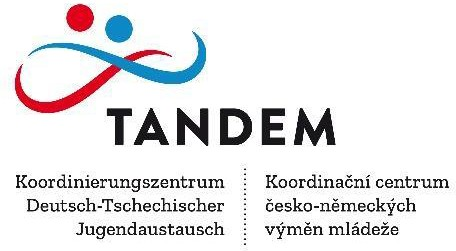 TANDEM
Koordinierungszentrum
Deutsch-Tschechischer
Jugendaustausch
Koordinační centrum
česko-německých
výměn mládeže